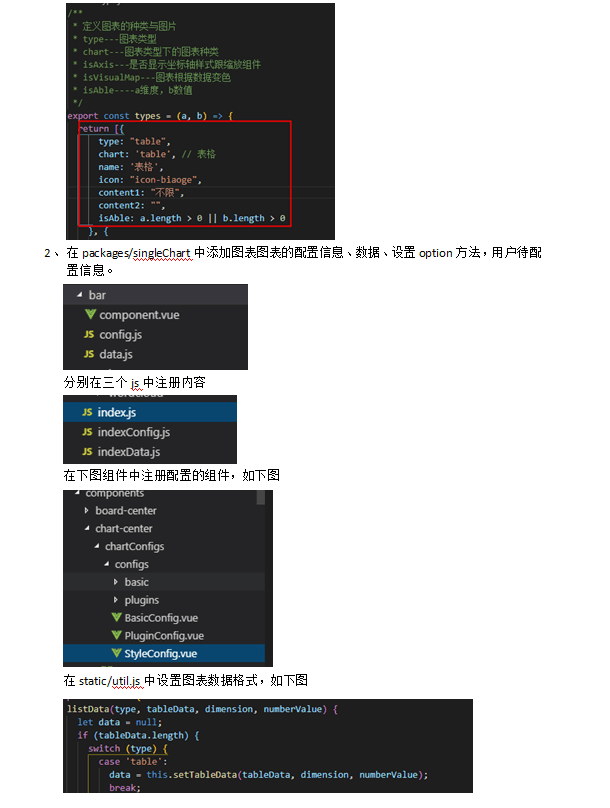 /**
* 定义图表的种类与图片
* type---图表类型
* chart---图表类型下的图表种类
* isAxis---是否显示坐标轴样式跟缩放组件
* isVisualMap---图表根据数据变色
* isAble----a维度，b数值
*/
export const types = (a, b) => {
return [{
type: "table",
chart: 'table', // 表格
name: '表格',
icon: "icon-biaoge",
content1: "不限",
content2: "",
isAble: a.length > 0 || b.length > 0
}, {
2、 在 packages/singleChart 中添加图表图表的配置信息、数据、设置 option 方法，用户待配
置信息。
bar
component.vue
JS config.js
JS data.js
分别在三个 js 中注册内容
JS index.js
JS indexConfig.js
JS indexData.js
在下图组件中注册配置的组件，如下图
components
board-center
chart-center
chartConfigs
configs
basic
plugins
BasicConfig.vue
PluginConfig.vue
StyleConfig.vue
在 static/util.js 中设置图表数据格式，如下图
listData(type, tableData, dimension, numberValue) {
let data = null;
if (tableData.length) {
switch (type) {
case 'table':
data = this.setTableData(tableData, dimension, numberValue);
break;